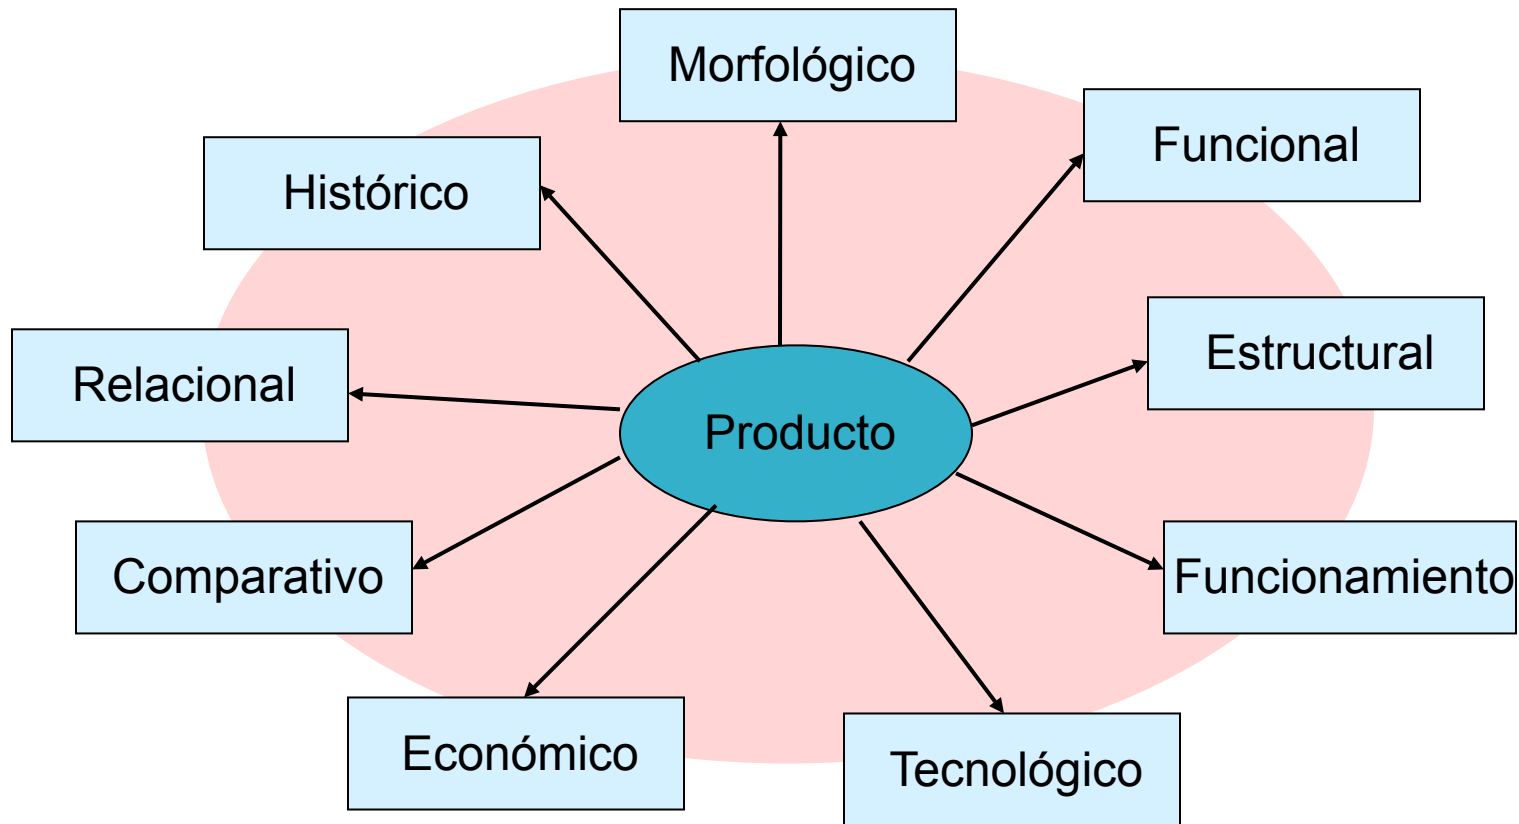 Morfológico
Funcional
Histórico
Estructural
Relacional
Producto
Comparativo
Funcionamiento
Económico
Tecnológico